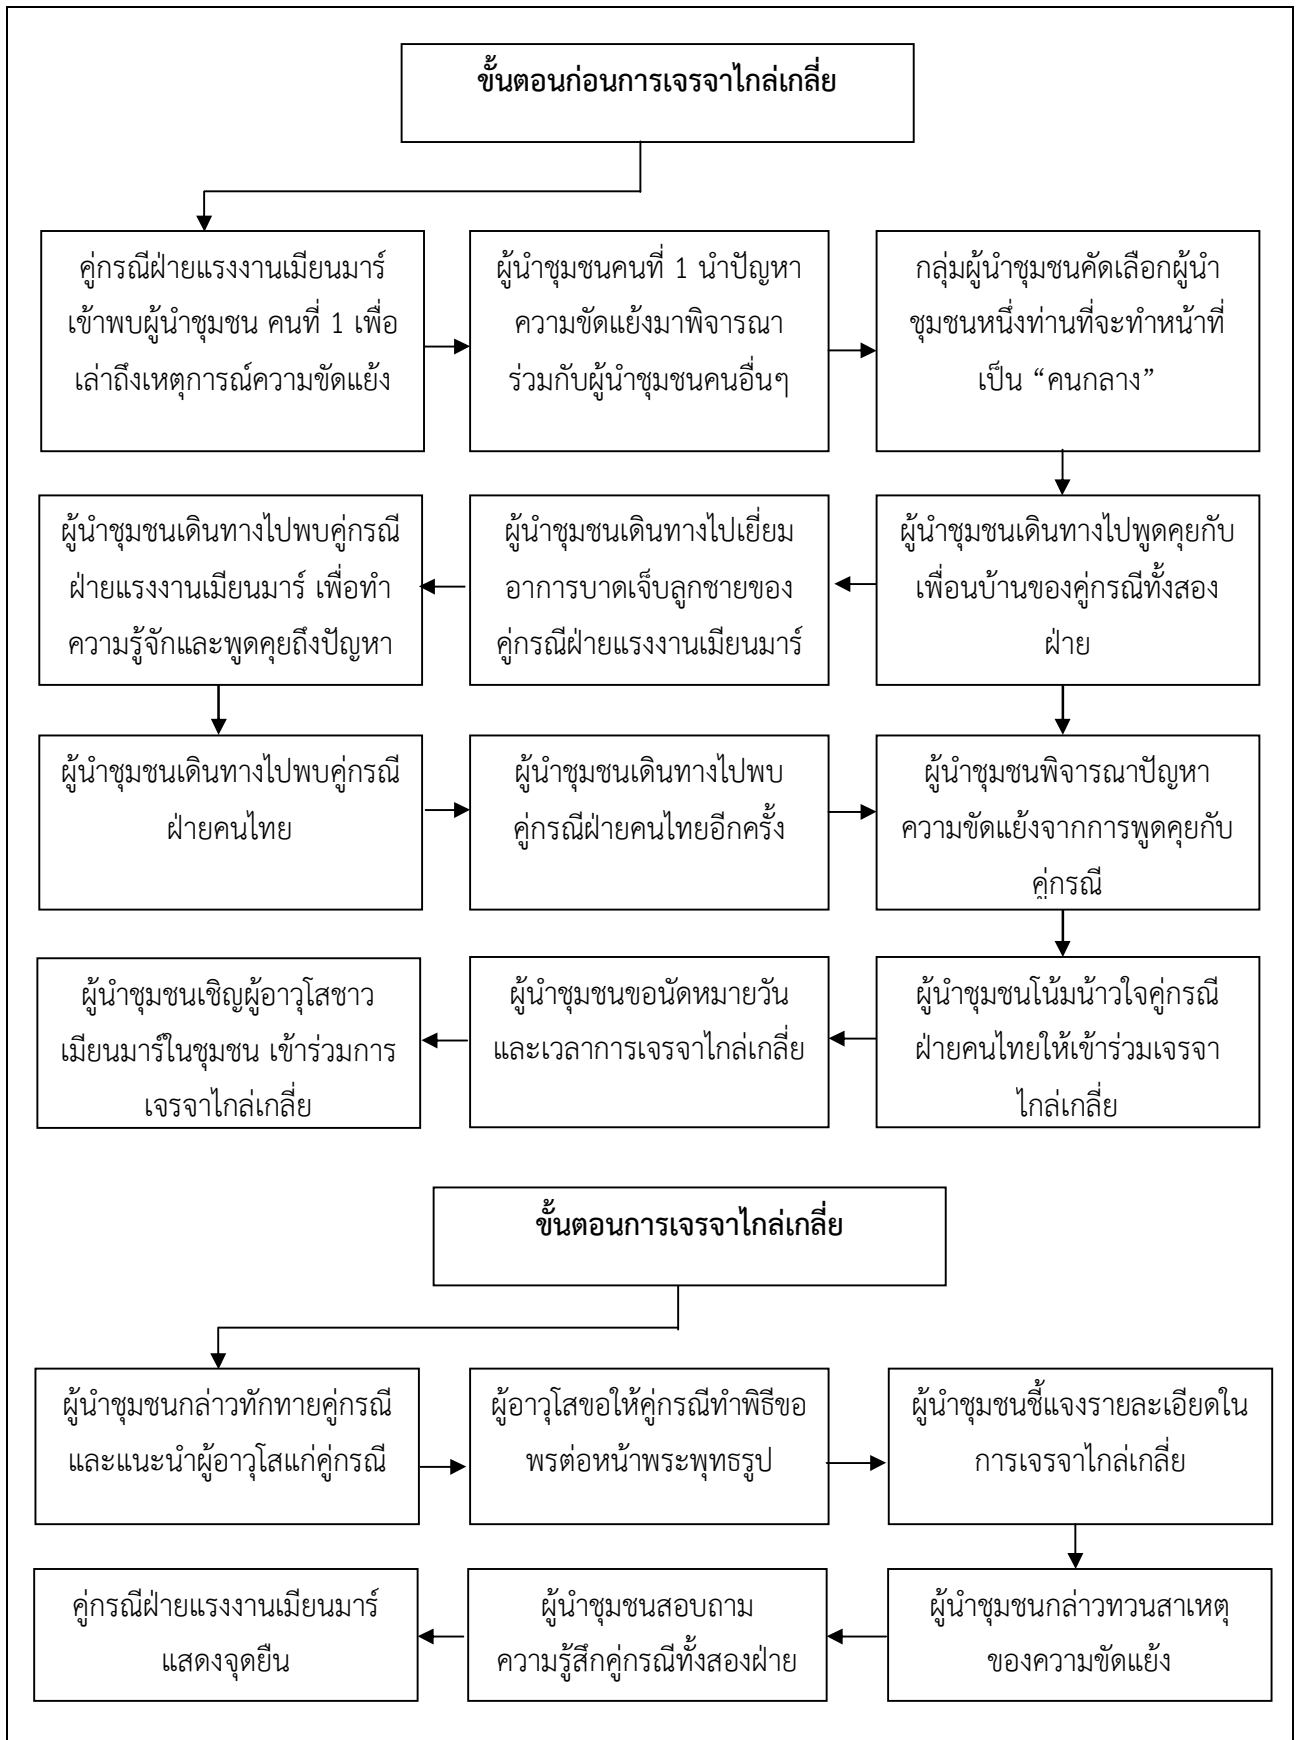 ขั้นตอนก่อนการเจรจาไกล่เกลี่ย
คู่กรณีฝ่ายแรงงานเมียนมาร์
เข้าพบผู้นำชุมชน คนที่ 1 เพื่อ
เล่าถึงเหตุการณ์ความขัดแย้ง
ผู้นำชุมชนคนที่ 1 นำปัญหา
ความขัดแย้งมาพิจารณา
ร่วมกับผู้นำชุมชนคนอื่นๆ
กลุ่มผู้นำชุมชนคัดเลือกผู้นำ
ชุมชนหนึ่งท่านที่จะทำหน้าที่
เป็น “คนกลาง”
ผู้นำชุมชนเดินทางไปพูดคุยกับ
เพื่อนบ้านของคู่กรณีทั้งสอง
ฝ่าย
ผู้นำชุมชนเดินทางไปเยี่ยม
อาการบาดเจ็บลูกชายของ
คู่กรณีฝ่ายแรงงานเมียนมาร์
ผู้นำชุมชนเดินทางไปพบคู่กรณี
ฝ่ายแรงงานเมียนมาร์ เพื่อทำ
ความรู้จักและพูดคุยถึงปัญหา
ผู้นำชุมชนเดินทางไปพบคู่กรณี
ฝ่ายคนไทย
ผู้นำชุมชนเดินทางไปพบ
คู่กรณีฝ่ายคนไทยอีกครั้ง
ผู้นำชุมชนพิจารณาปัญหา
ความขัดแย้งจากการพูดคุยกับ
คู่กรณี
ผู้นำชุมชนโน้มน้าวใจคู่กรณี
ฝ่ายคนไทยให้เข้าร่วมเจรจา
ไกล่เกลี่ย
ผู้นำชุมชนขอนัดหมายวัน
และเวลาการเจรจาไกล่เกลี่ย
ผู้นำชุมชนเชิญผู้อาวุโสชาว
เมียนมาร์ในชุมชน เข้าร่วมการ
เจรจาไกล่เกลี่ย
ขั้นตอนการเจรจาไกล่เกลี่ย
ผู้นำชุมชนกล่าวทักทายคู่กรณี
และแนะนำผู้อาวุโสแก่คู่กรณี
ผู้อาวุโสขอให้คู่กรณีทำพิธีขอ
พรต่อหน้าพระพุทธรูป
ผู้นำชุมชนชี้แจงรายละเอียดใน
การเจรจาไกล่เกลี่ย
ผู้นำชุมชนกล่าวทวนสาเหตุ
ของความขัดแย้ง
ผู้นำชุมชนสอบถาม
ความรู้สึกคู่กรณีทั้งสองฝ่าย
คู่กรณีฝ่ายแรงงานเมียนมาร์
แสดงจุดยืน